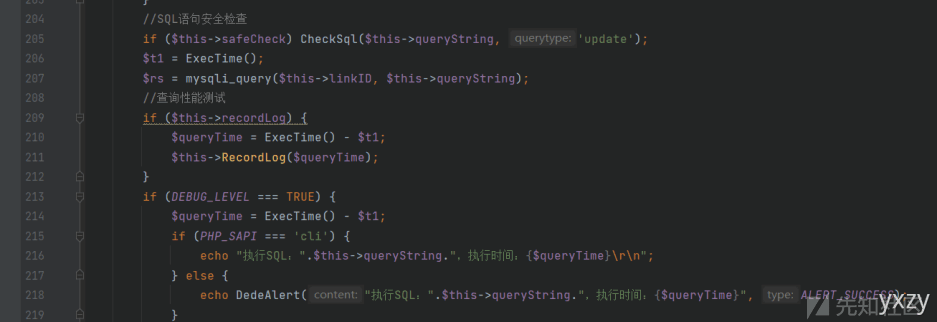 203 }
204 //SQL语句安全检查
205 if ($this->safeCheck) CheckSql($this->queryString, querytype: 'update');
206 $t1 = ExecTime();
207 $rs = mysqli_query($this->linkID, $this->queryString);
208 //查询性能测试
209 if ($this->recordLog) {
210 $queryTime = ExecTime() - $t1;
211 $this->RecordLog($queryTime);
212 }
213 if (DEBUG_LEVEL === TRUE) {
214 $queryTime = ExecTime() - $t1;
215 if (PHP_SAPI === 'cli') {
216 echo "执行SQL：".$this->queryString."，执行时间：{$queryTime}\r\n";
217 } else {
218 echo DedeAlert( content: "执行SQL：".$this->queryString."，执行时间：{$queryTime}", type: ALERT_SUCCESS);
219 }
先知社区
yxzy